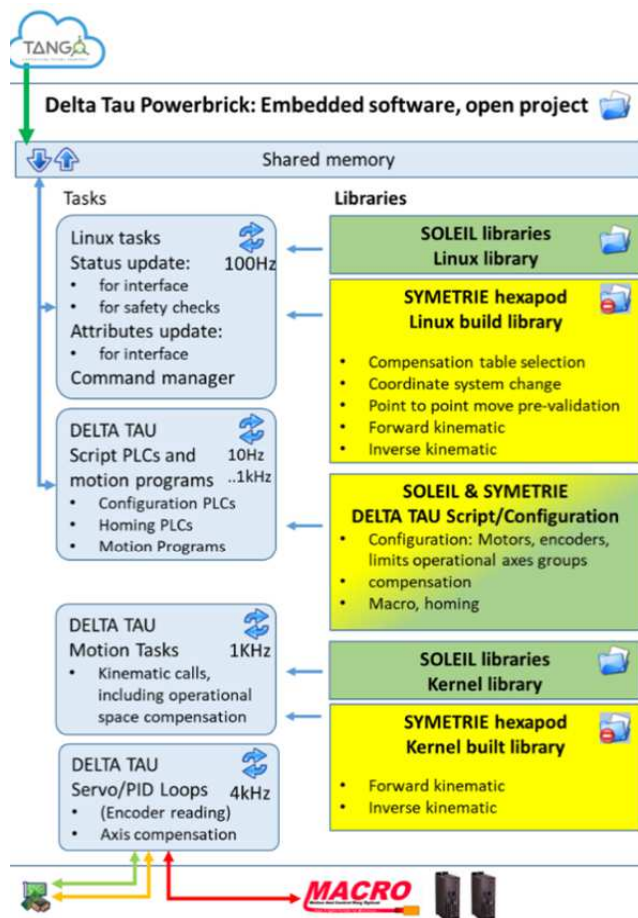 TANGO
Delta Tau Powerbrick: Embedded software, open project
Shared memory
Tasks
Libraries
Linux tasks
Status update: 100Hz
• for interface
• for safety checks
Attributes update:
• for interface
Command manager
SOLEIL libraries
Linux library
SYMETRIE hexapod
Linux build library
• Compensation table selection
• Coordinate system change
• Point to point move pre-validation
• Forward kinematic
• Inverse kinematic
DELTA TAU
Script PLCs and 10Hz
motion programs ..1kHz
• Configuration PLCs
• Homing PLCs
• Motion Programs
SOLEIL & SYMETRIE
DELTA TAU Script/Configuration
• Configuration: Motors, encoders,
limits operational axes groups
• compensation
• Macro, homing
DELTA TAU
Motion Tasks 1KHz
• Kinematic calls,
including operational
space compensation
SOLEIL libraries
Kernel library
SYMETRIE hexapod
Kernel built library
• Forward kinematic
• Inverse kinematic
DELTA TAU
Servo/PID Loops 4kHz
• (Encoder reading)
• Axis compensation
MACRO